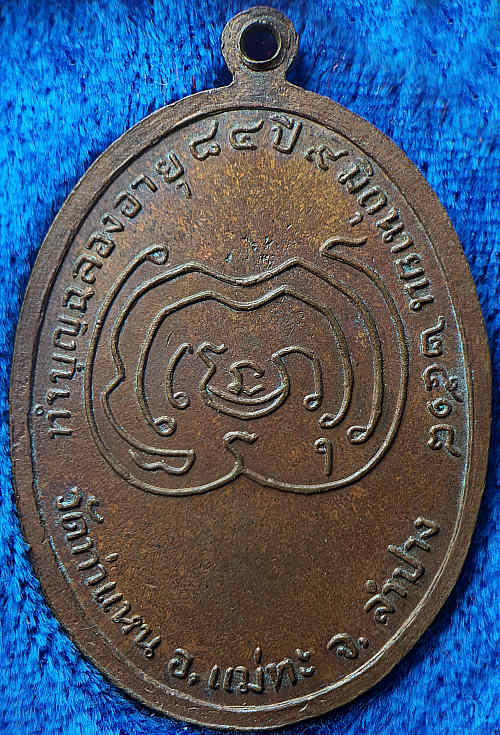 ทำบุญฉลองอายุ ๘๔ ปี ๙ มิถุนายน ๒๕๑๖
วัดท่าแหน อ. แม่ทะ จ. ลำปาง